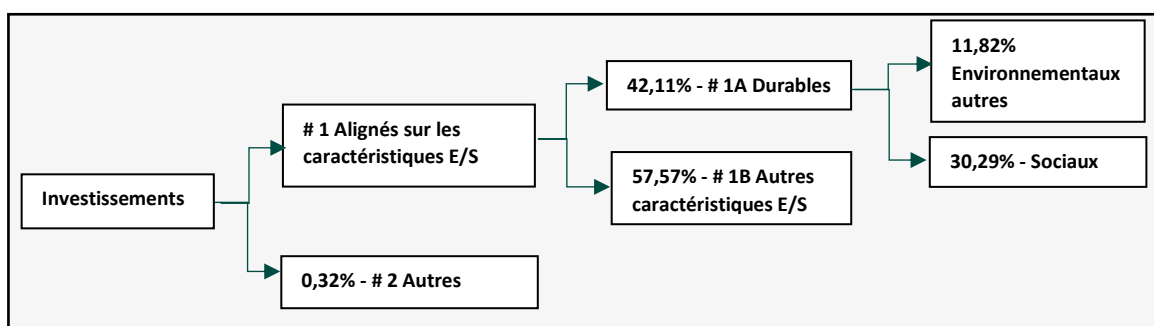 Investissements
# 1 Alignés sur les
caractéristiques E/S
0,32% - # 2 Autres
42,11% - # 1A Durables
57,57% - # 1B Autres
caractéristiques E/S
11,82%
Environnementaux
autres
30,29% - Sociaux